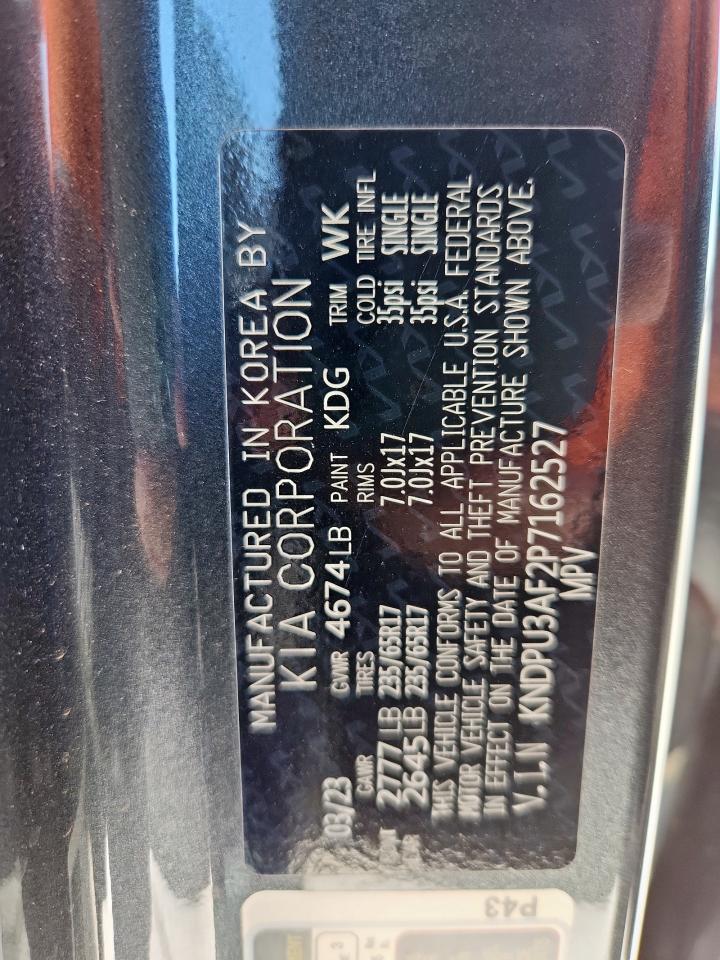 MANUFACTURED IN KOREA BY
KIA CORPORATION
03/23 GVWR 4674LB PAINT KDG TRIM WK
GAWR TIRES RIMS COLD TIRE INFL
2777 LB 235/65R17 7.0Jx17 35psi SINGLE
2645LB 235/65R17 7.0Jx17 35psi SINGLE
THIS VEHICLE CONFORMS TO ALL APPLICABLE U.S.A. FEDERAL
MOTOR VEHICLE SAFETY AND THEFT PREVENTION STANDARDS
IN EFFECT ON THE DATE OF MANUFACTURE SHOWN ABOVE.
V.I.N KNDPU3AF2P7162527
MPV
P43